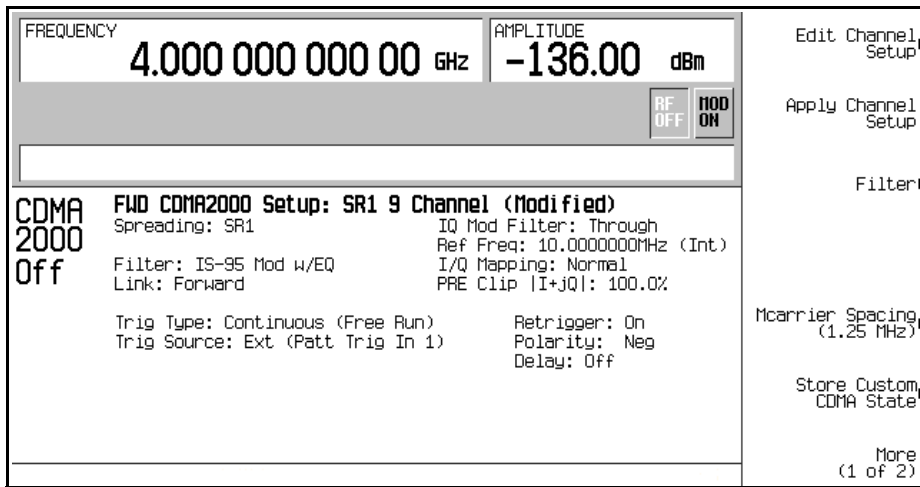 FREQUENCY
4.000 000 000 00 GHz
AMPLITUDE
-136.00 dBm
RF OFF
MOD ON
CDMA
2000
Off
FWD CDMA2000 Setup: SR1 9 Channel (Modified)
Spreading: SR1
IQ Mod Filter: Through
Ref Freq: 10.0000000MHz (Int)
Filter: IS-95 Mod w/EQ
I/Q Mapping: Normal
Link: Forward
PRE Clip |I+jQ|: 100.0%
Trig Type: Continuous (Free Run)
Retrigger: On
Trig Source: Ext (Patt Trig In 1)
Polarity: Neg
Delay: Off
Edit Channel
Setup
Apply Channel
Setup
Filter
Mcarrier Spacing
(1.25 MHz)
Store Custom
CDMA State
More
(1 of 2)